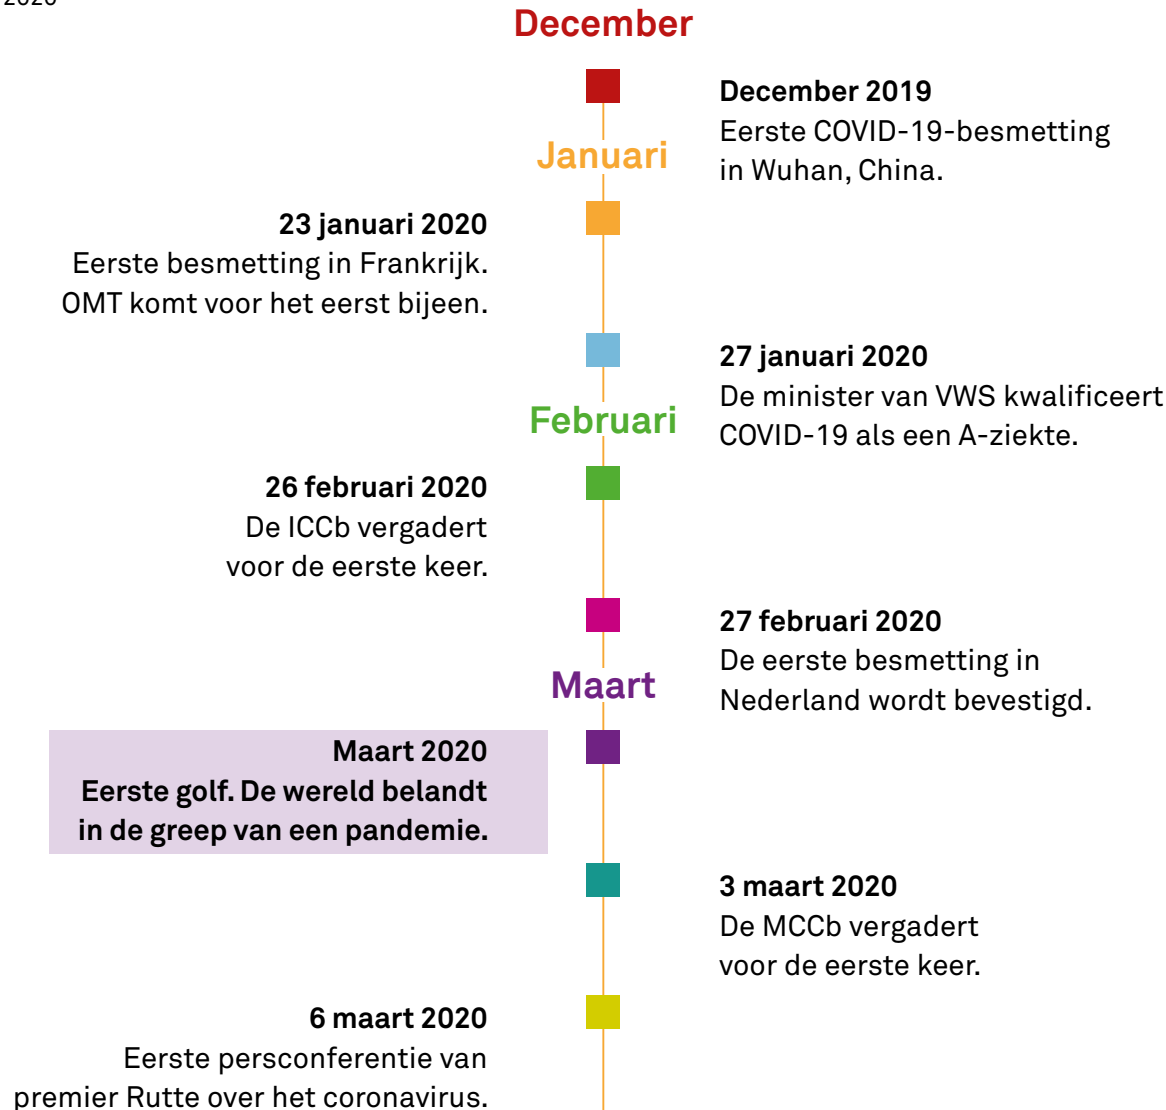 2020
December
December 2019
Eerste COVID-19-besmetting
in Wuhan, China.
Januari
23 januari 2020
Eerste besmetting in Frankrijk.
OMT komt voor het eerst bijeen.
27 januari 2020
De minister van VWS kwalificeert
COVID-19 als een A-ziekte.
Februari
26 februari 2020
De ICCb vergadert
voor de eerste keer.
27 februari 2020
De eerste besmetting in
Nederland wordt bevestigd.
Maart
Maart 2020
Eerste golf. De wereld belandt
in de greep van een pandemie.
3 maart 2020
De MCCb vergadert
voor de eerste keer.
6 maart 2020
Eerste persconferentie van
premier Rutte over het coronavirus.